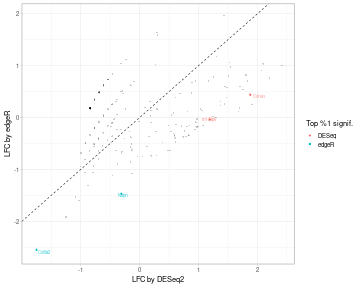 2
1
0
-1
-2
-1
0
1
2
LFC by edgeR
LFC by DESeq2
Top %1 signif.
DESeq
edgeR